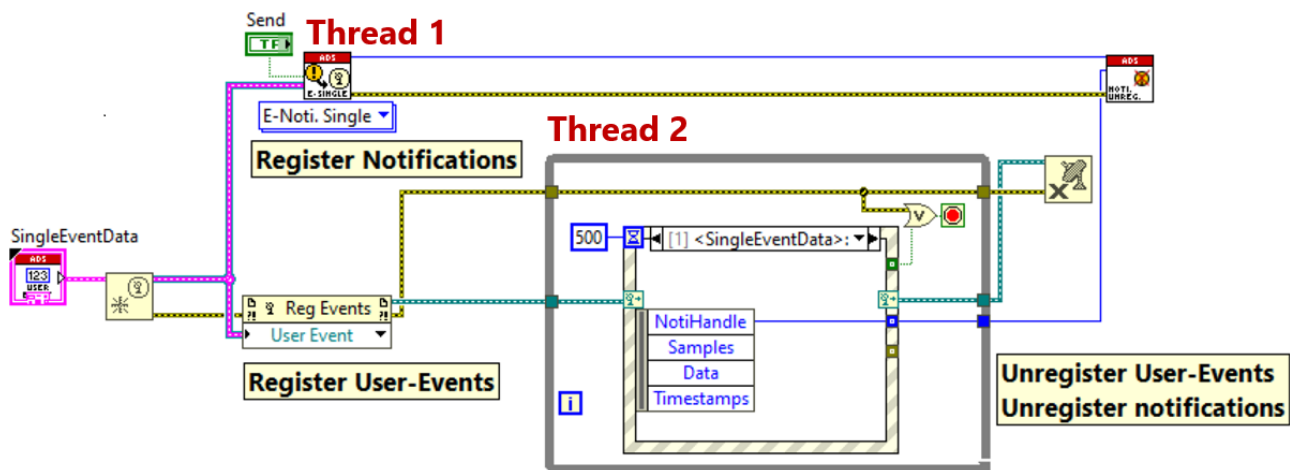 Send
Thread 1
TF
ADS
E-SINGLE
ADS
NOTI.
UNREG.
E-Noti. Single
Thread 2
Register Notifications
SingleEventData
ADS
123
USER
500
[1] <SingleEventData>:
V
X
Reg Events
User Event
NotiHandle
Samples
Data
Timestamps
Register User-Events
i
Unregister User-Events
Unregister notifications